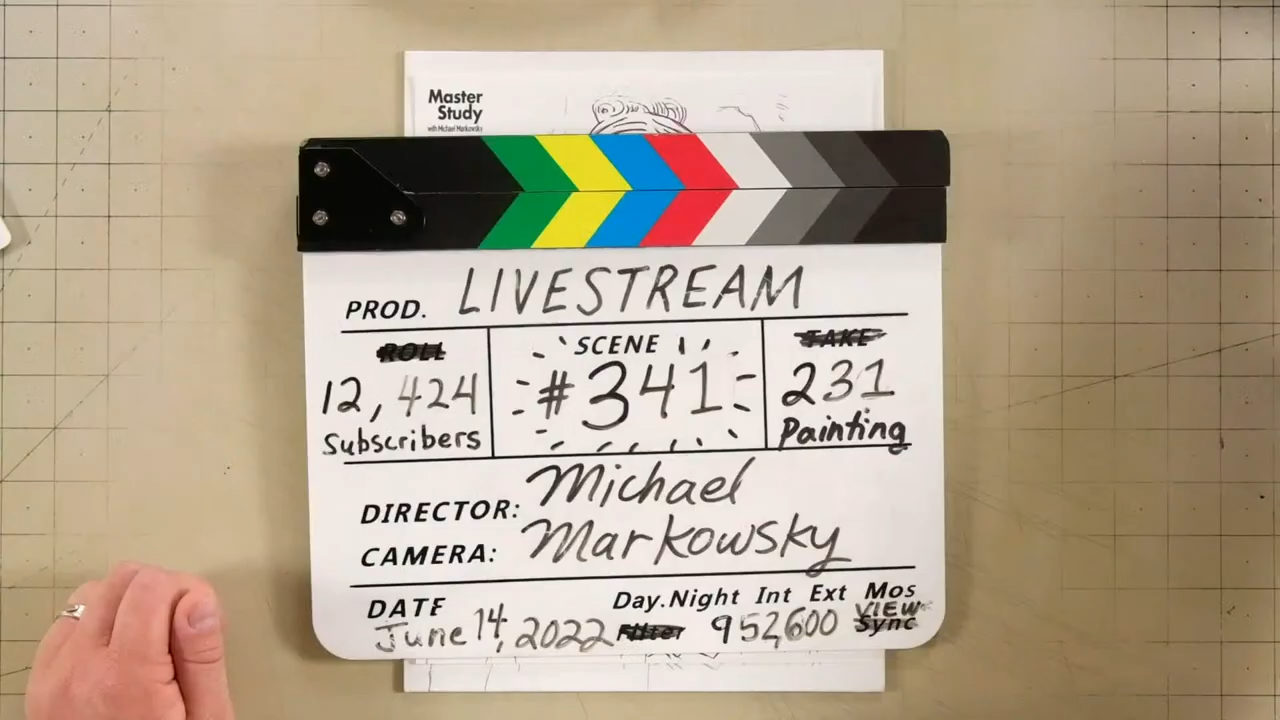 Master
Study
with Michael Markowsky
PROD. LIVESTREAM
ROLL
12,424
Subscribers
SCENE
#341
TAKE
231
Painting
DIRECTOR: Michael
CAMERA: Markowsky
DATE
June 14, 2022
Day.Night Int Ext Mos
Filter 952,600 VIEW
Sync